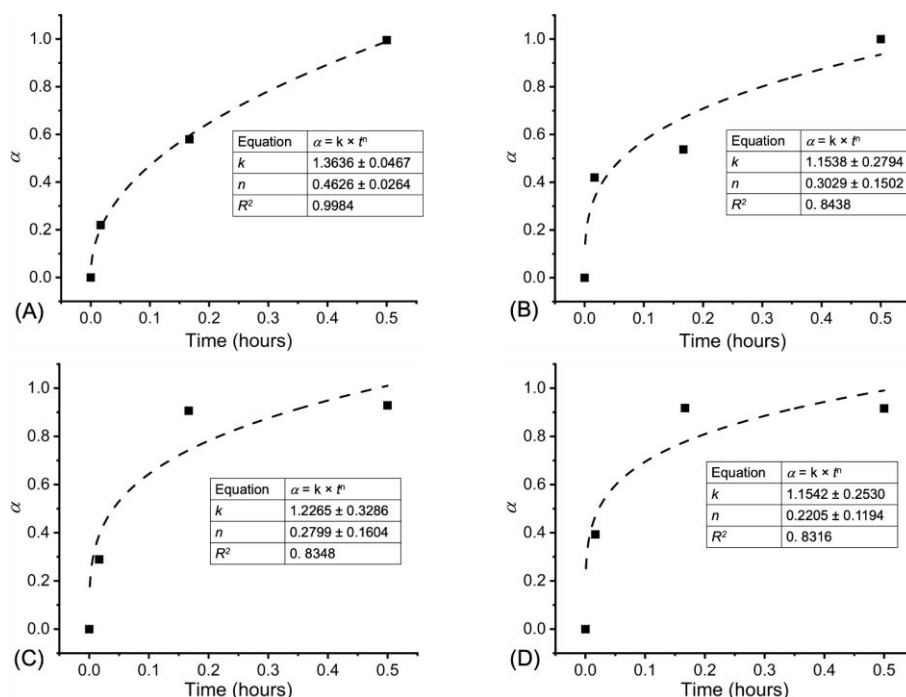 1.0
0.8
0.6
0.4
0.2
0.0
α
Equation α = k × tⁿ
k 1.3636 ± 0.0467
n 0.4626 ± 0.0264
R² 0.9984
0.0 0.1 0.2 0.3 0.4 0.5
(A)
Time (hours)
1.0
0.8
0.6
0.4
0.2
0.0
α
Equation α = k × tⁿ
k 1.1538 ± 0.2794
n 0.3029 ± 0.1502
R² 0. 8438
0.0 0.1 0.2 0.3 0.4 0.5
(B)
Time (hours)
1.0
0.8
0.6
0.4
0.2
0.0
α
Equation α = k × tⁿ
k 1.2265 ± 0.3286
n 0.2799 ± 0.1604
R² 0. 8348
0.0 0.1 0.2 0.3 0.4 0.5
(C)
Time (hours)
1.0
0.8
0.6
0.4
0.2
0.0
α
Equation α = k × tⁿ
k 1.1542 ± 0.2530
n 0.2205 ± 0.1194
R² 0. 8316
0.0 0.1 0.2 0.3 0.4 0.5
(D)
Time (hours)